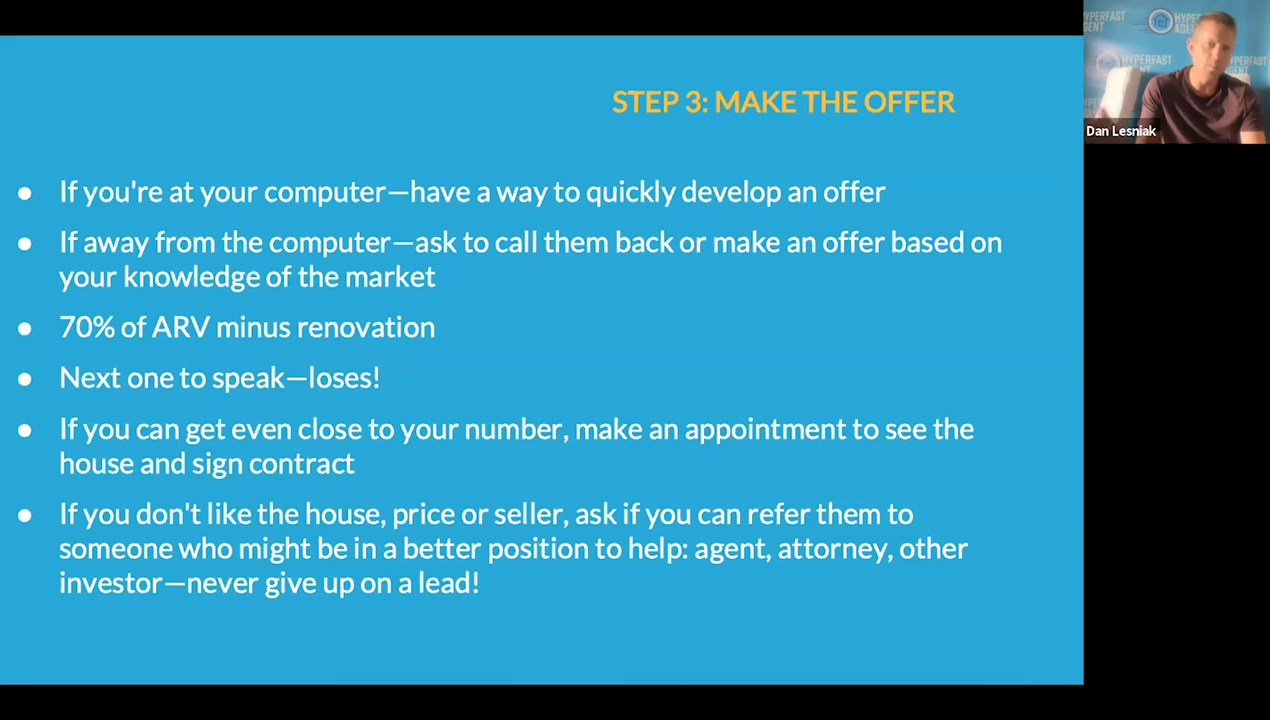 STEP 3: MAKE THE OFFER
If you're at your computer—have a way to quickly develop an offer
If away from the computer—ask to call them back or make an offer based on
your knowledge of the market
70% of ARV minus renovation
Next one to speak—loses!
If you can get even close to your number, make an appointment to see the
house and sign contract
If you don't like the house, price or seller, ask if you can refer them to
someone who might be in a better position to help: agent, attorney, other
investor—never give up on a lead!
HYPERFAST
AGENT
HYPERFAST
Dan Lesniak